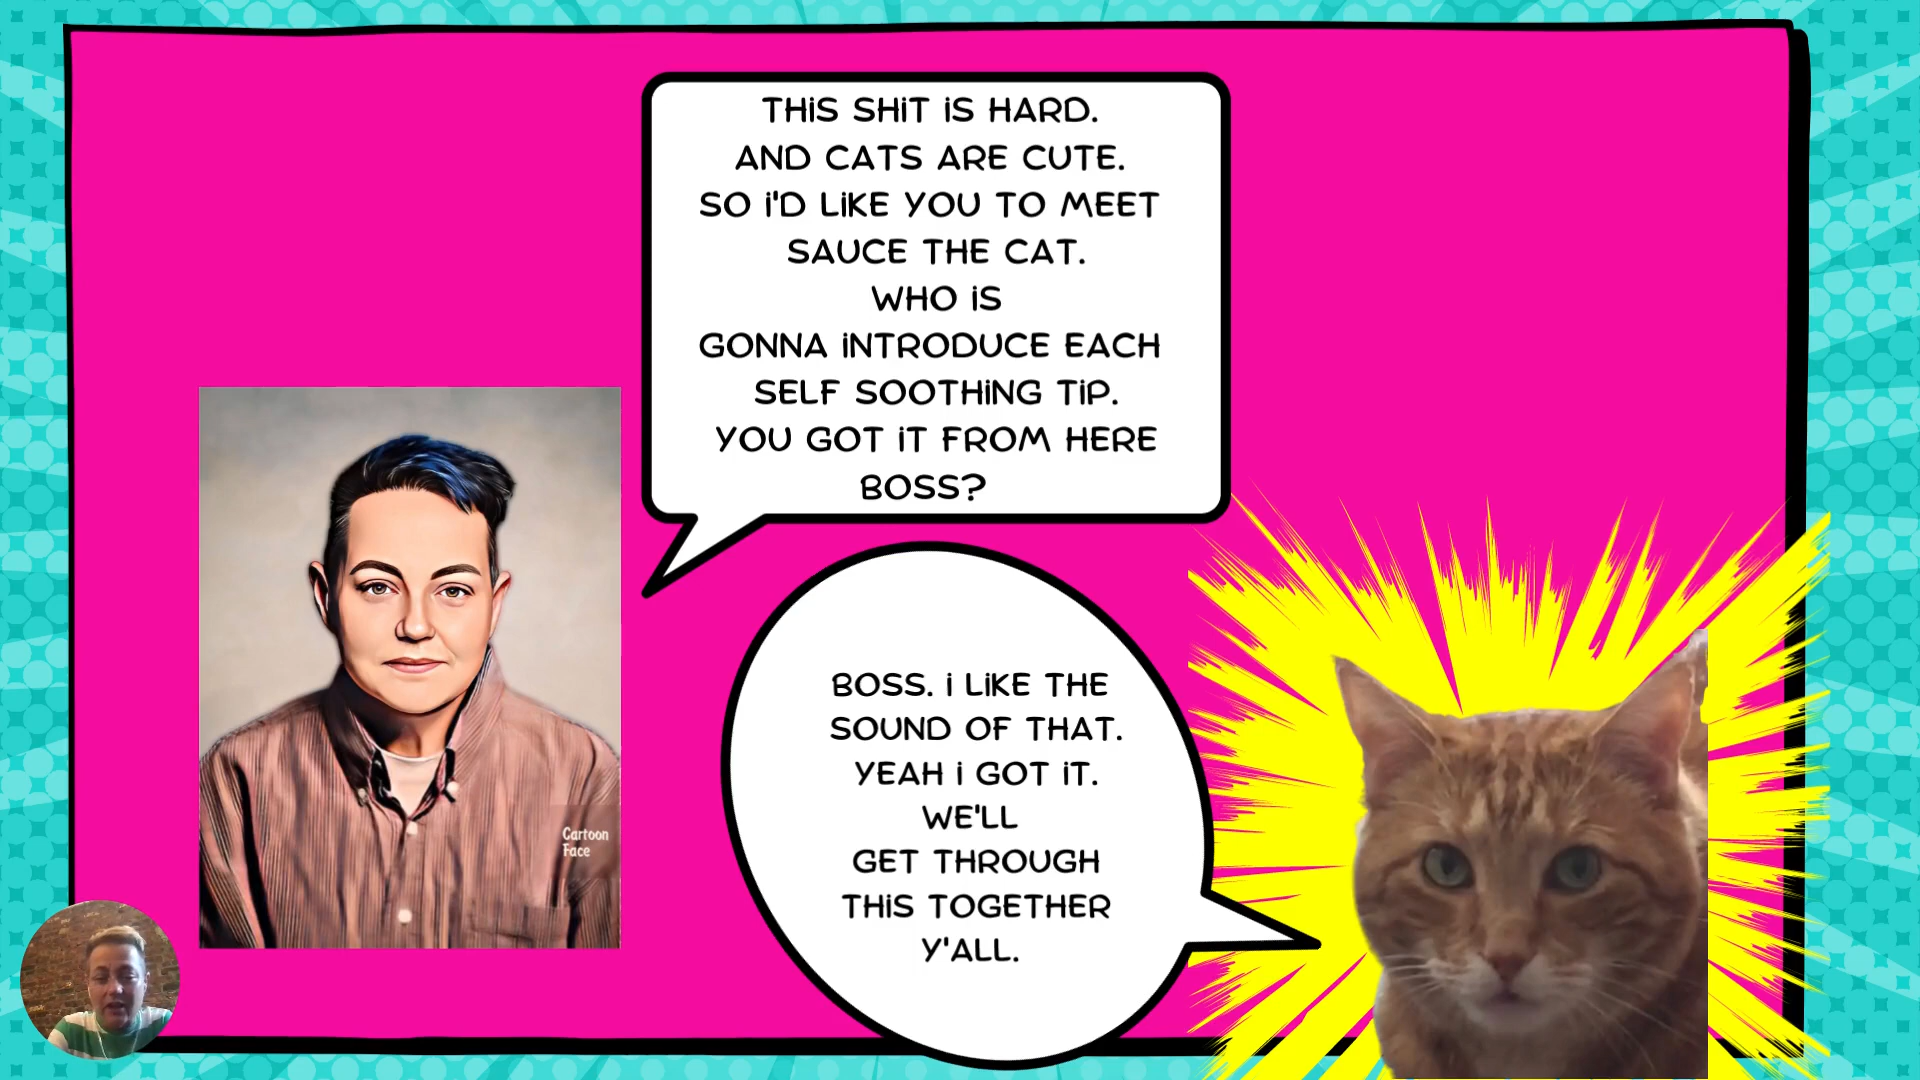 THIS SHIT IS HARD.
AND CATS ARE CUTE.
SO I'D LIKE YOU TO MEET
SAUCE THE CAT.
WHO IS
GONNA INTRODUCE EACH
SELF SOOTHING TIP.
YOU GOT IT FROM HERE
BOSS?
BOSS. I LIKE THE
SOUND OF THAT.
YEAH I GOT IT.
WE'LL
GET THROUGH
THIS TOGETHER
Y'ALL.
Cartoon
Face